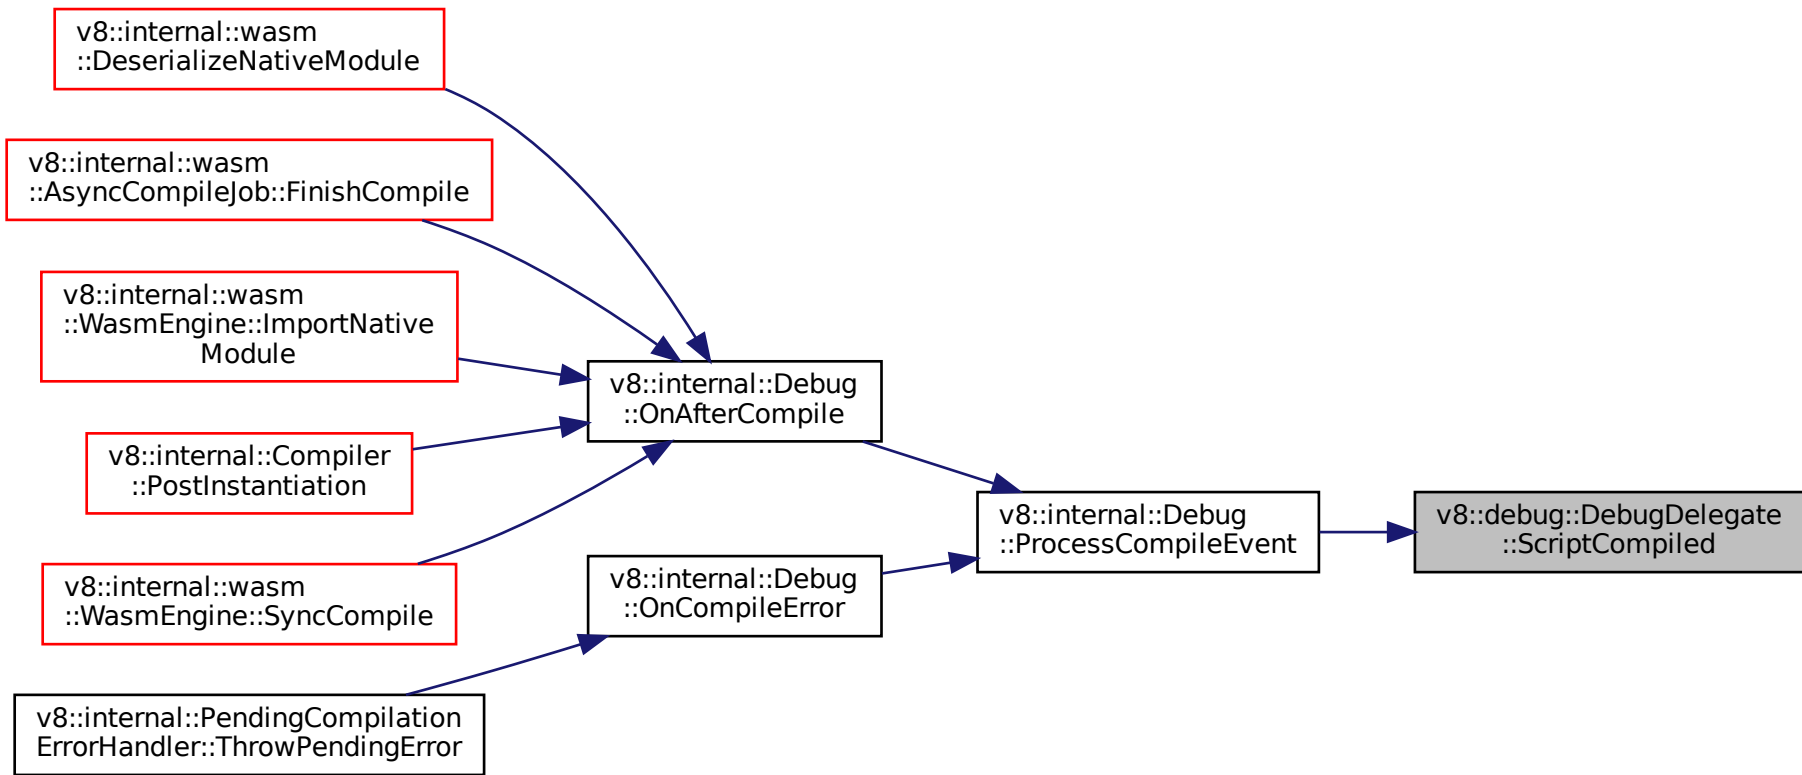 v8::internal::wasm
::DeserializeNativeModule
v8::internal::wasm
::AsyncCompileJob::FinishCompile
v8::internal::wasm
::WasmEngine::ImportNative
Module
v8::internal::Compiler
::PostInstantiation
v8::internal::wasm
::WasmEngine::SyncCompile
v8::internal::PendingCompilation
ErrorHandler::ThrowPendingError
v8::internal::Debug
::OnAfterCompile
v8::internal::Debug
::OnCompileError
v8::internal::Debug
::ProcessCompileEvent
v8::debug::DebugDelegate
::ScriptCompiled